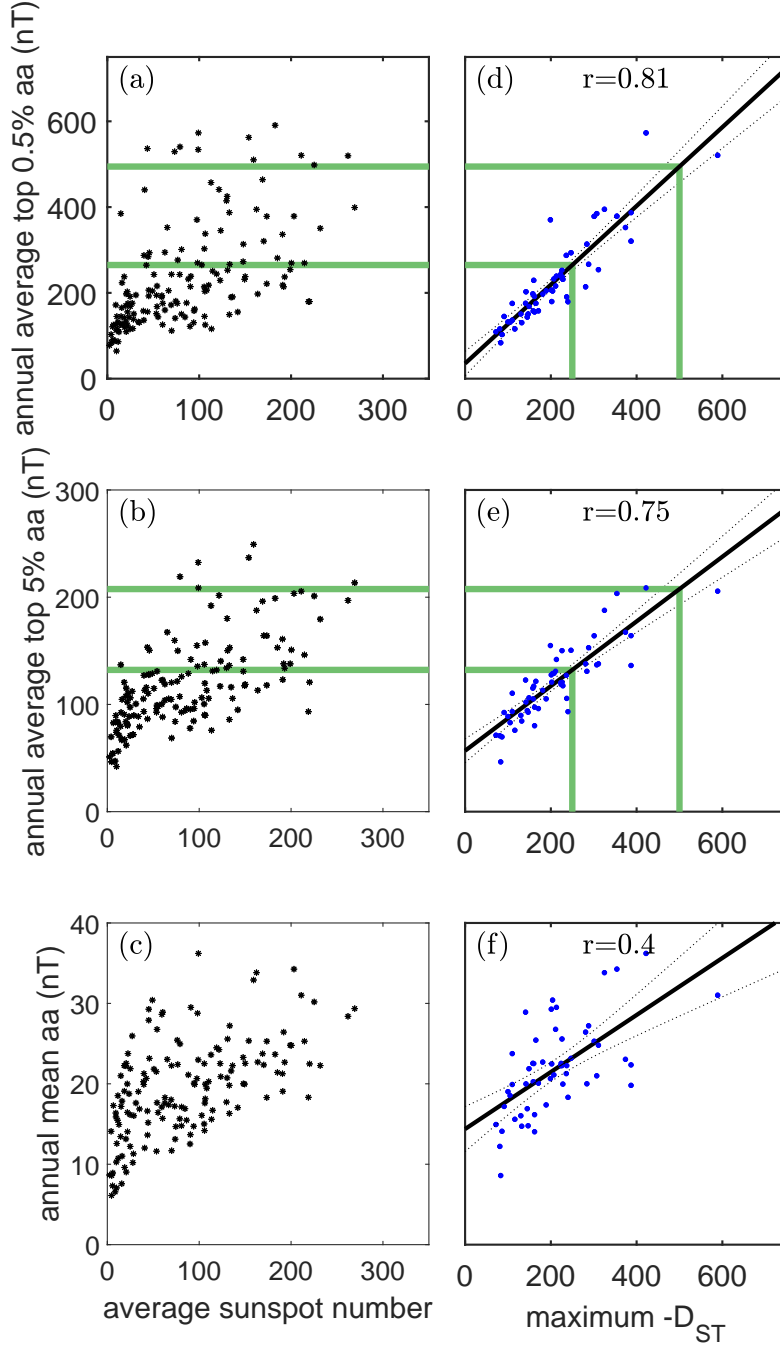 annual average top 0.5% aa (nT)
(a)
600
400
200
0
0 100 200 300
(d)
r=0.81
0 200 400 600
annual average top 5% aa (nT)
(b)
300
200
100
0
0 100 200 300
(e)
r=0.75
0 200 400 600
annual mean aa (nT)
(c)
40
30
20
10
0
0 100 200 300
average sunspot number
(f)
r=0.4
0 200 400 600
maximum -D_ST